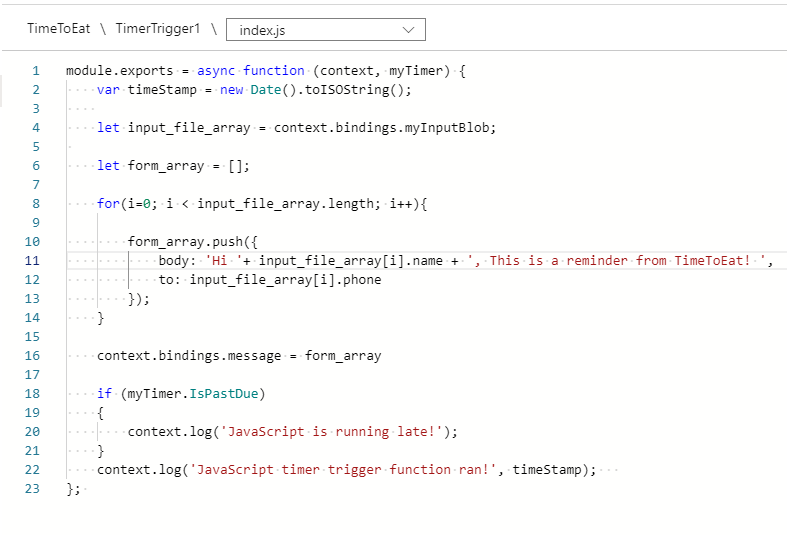 TimeToEat \ TimerTrigger1 \ index.js
1 module.exports = async function (context, myTimer) {
2 var timeStamp = new Date().toISOString();
3
4 let input_file_array = context.bindings.myInputBlob;
5
6 let form_array = [];
7
8 for(i=0; i < input_file_array.length; i++){
9
10 form_array.push({
11 body: 'Hi '+ input_file_array[i].name + ', This is a reminder from TimeToEat! ',
12 to: input_file_array[i].phone
13 });
14 }
15
16 context.bindings.message = form_array
17
18 if (myTimer.IsPastDue)
19 {
20 context.log('JavaScript is running late!');
21 }
22 context.log('JavaScript timer trigger function ran!', timeStamp);
23 };